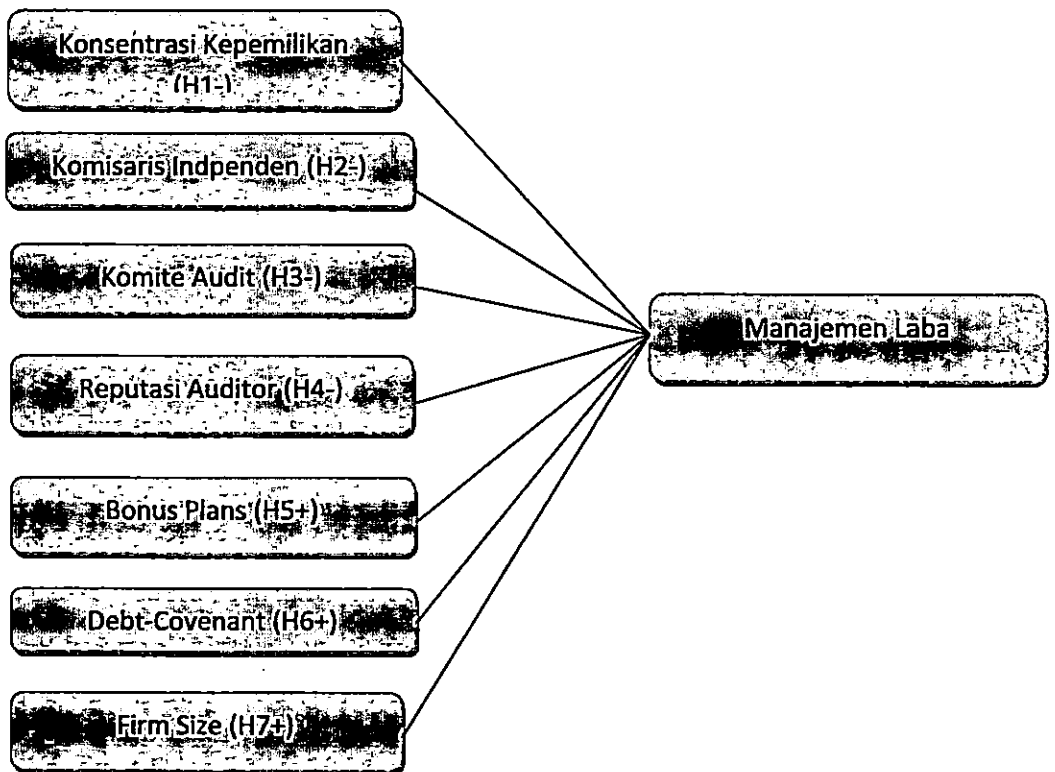 Konsentrasi Kepemilikan
(H1-)
Komisaris Indpenden (H2-)
Komite Audit (H3-)
Reputasi Auditor (H4-)
Bonus Plans (H5+)
Debt-Covenant (H6+)
Firm Size (H7+)
Manajemen Laba